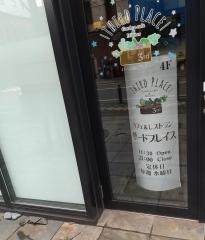 THIRD PLACE
4F
THIRD PLACE
カフェ&レストラン
サードプレイス
11:30 Open
21:00 Close
定休日
毎週 水曜日